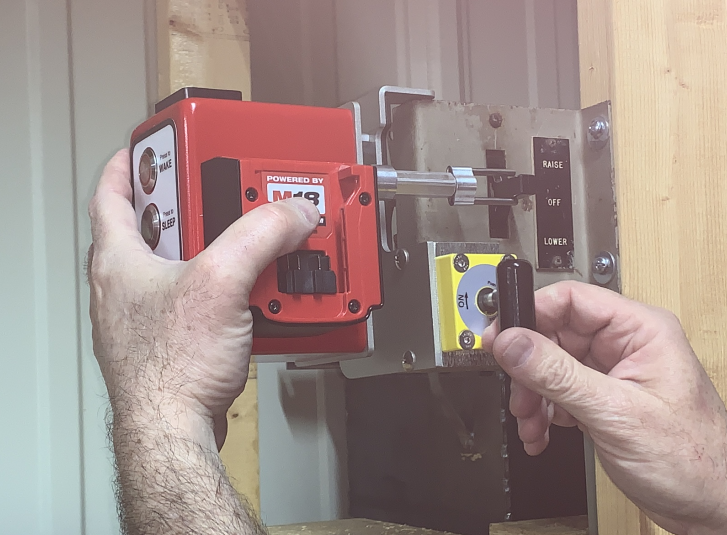 Press to
WAKE
Press to
SLEEP
POWERED BY
M18
RAISE
OFF
LOWER
ON